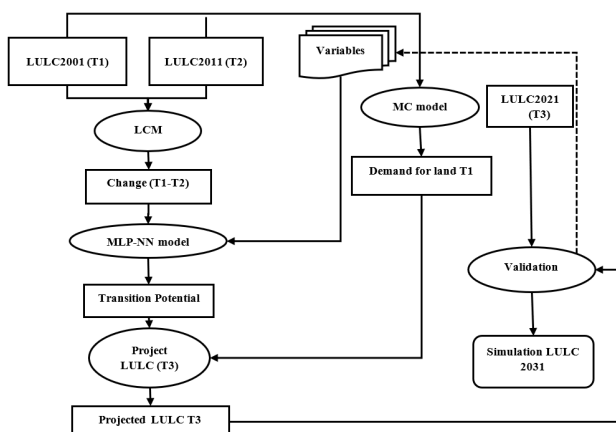 LULC2001 (T1)
LULC2011 (T2)
Variables
LCM
MC model
LULC2021
(T3)
Change (T1-T2)
Demand for land T1
MLP-NN model
Validation
Transition Potential
Project
LULC (T3)
Simulation LULC
2031
Projected LULC T3